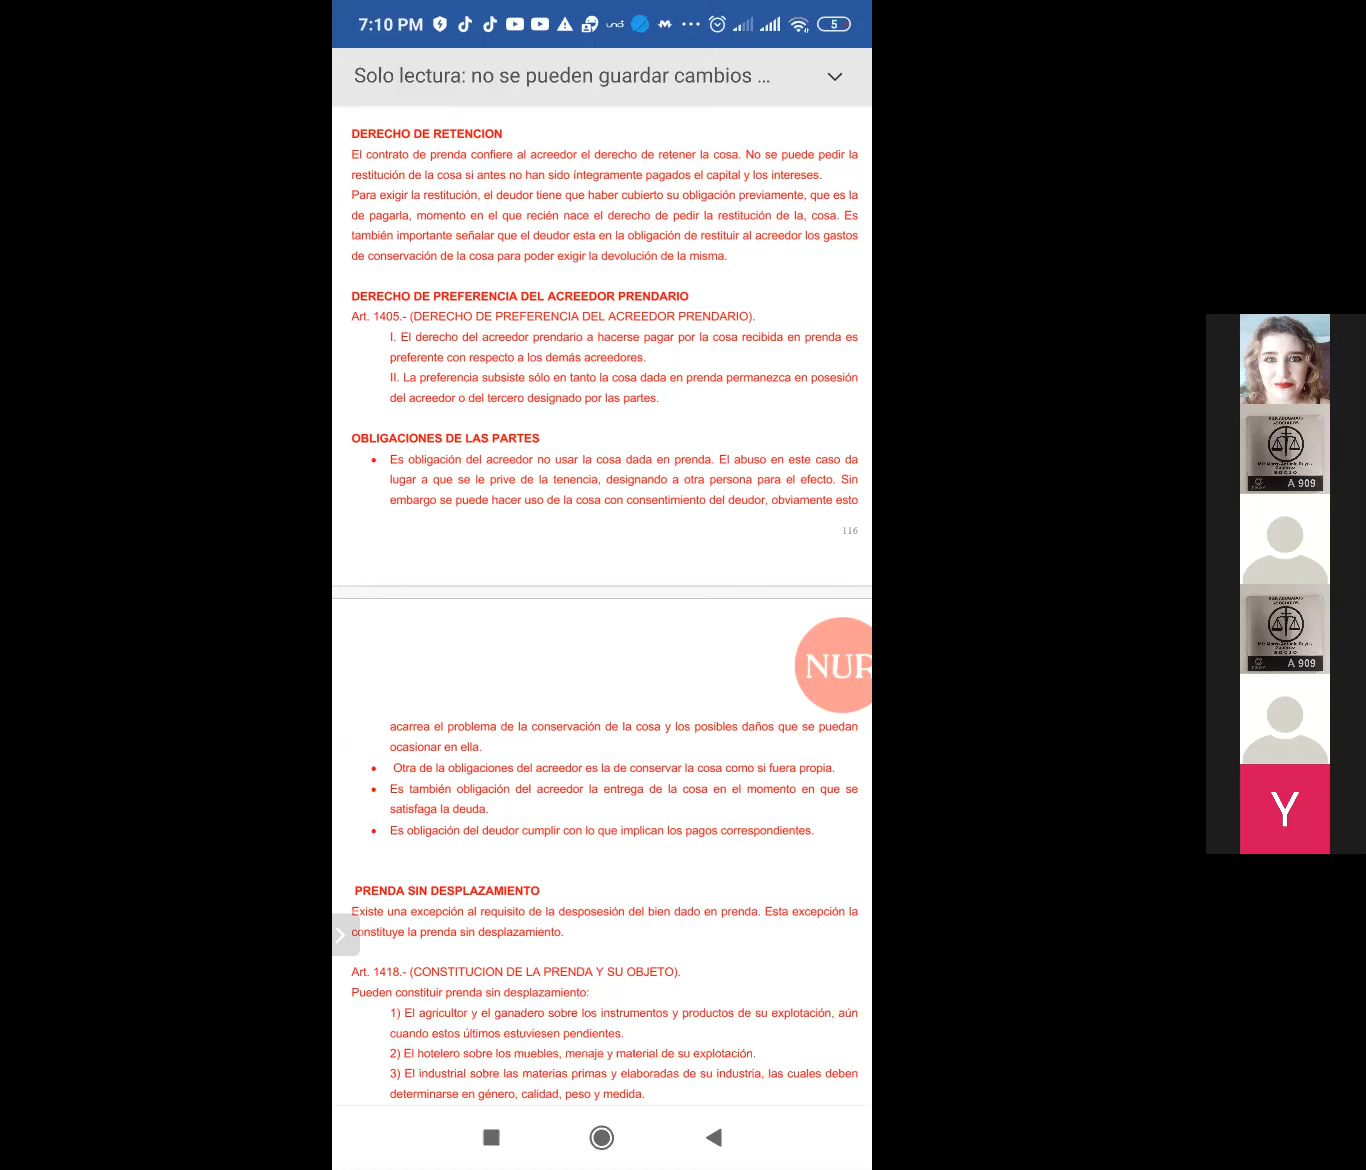 7:10 PM
5
Solo lectura: no se pueden guardar cambios ...
DERECHO DE RETENCION
El contrato de prenda confiere al acreedor el derecho de retener la cosa. No se puede pedir la
restitución de la cosa si antes no han sido íntegramente pagados el capital y los intereses.
Para exigir la restitución, el deudor tiene que haber cubierto su obligación previamente, que es la
de pagarla, momento en el que recién nace el derecho de pedir la restitución de la, cosa. Es
también importante señalar que el deudor esta en la obligación de restituir al acreedor los gastos
de conservación de la cosa para poder exigir la devolución de la misma.
DERECHO DE PREFERENCIA DEL ACREEDOR PRENDARIO
Art. 1405.- (DERECHO DE PREFERENCIA DEL ACREEDOR PRENDARIO).
I. El derecho del acreedor prendario a hacerse pagar por la cosa recibida en prenda es
preferente con respecto a los demás acreedores.
II. La preferencia subsiste sólo en tanto la cosa dada en prenda permanezca en posesión
del acreedor o del tercero designado por las partes.
OBLIGACIONES DE LAS PARTES
• Es obligación del acreedor no usar la cosa dada en prenda. El abuso en este caso da
lugar a que se le prive de la tenencia, designando a otra persona para el efecto. Sin
embargo se puede hacer uso de la cosa con consentimiento del deudor, obviamente esto
116
NUR
acarrea el problema de la conservación de la cosa y los posibles daños que se puedan
ocasionar en ella.
• Otra de la obligaciones del acreedor es la de conservar la cosa como si fuera propia.
• Es también obligación del acreedor la entrega de la cosa en el momento en que se
satisfaga la deuda.
• Es obligación del deudor cumplir con lo que implican los pagos correspondientes.
PRENDA SIN DESPLAZAMIENTO
Existe una excepción al requisito de la desposesión del bien dado en prenda. Esta excepción la
constituye la prenda sin desplazamiento.
Art. 1418.- (CONSTITUCION DE LA PRENDA Y SU OBJETO).
Pueden constituir prenda sin desplazamiento:
1) El agricultor y el ganadero sobre los instrumentos y productos de su explotación, aún
cuando estos últimos estuviesen pendientes.
2) El hotelero sobre los muebles, menaje y material de su explotación.
3) El industrial sobre las materias primas y elaboradas de su industria, las cuales deben
determinarse en género, calidad, peso y medida.
A 909
A 909
Y